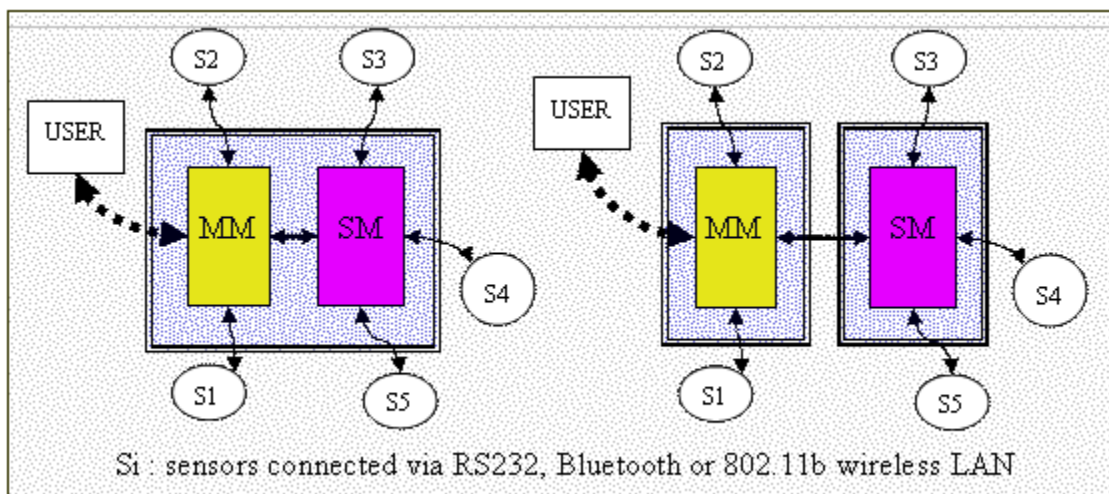 S2
S3
USER
MM
SM
S4
S1
S5
S2
S3
USER
MM
SM
S4
S1
S5
Si : sensors connected via RS232, Bluetooth or 802.11b wireless LAN